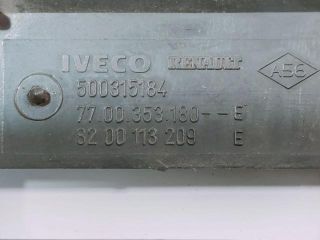 IVECO RENAULT A56
500315184
77.00.353.180--E
82 00 113 209 E